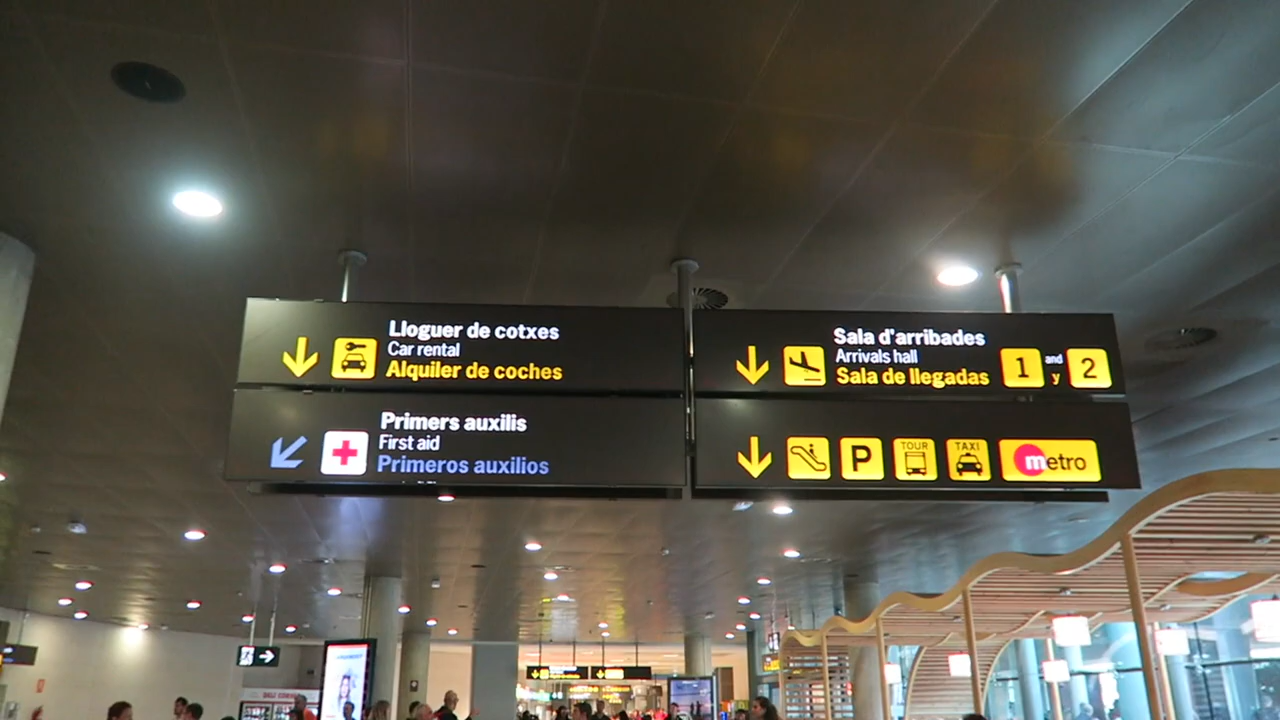 Lloguer de cotxes
Car rental
Alquiler de coches
Primers auxilis
First aid
Primeros auxilios
Sala d'arribades
Arrivals hall
Sala de llegadas
1 and y 2
P TOUR TAXI metro